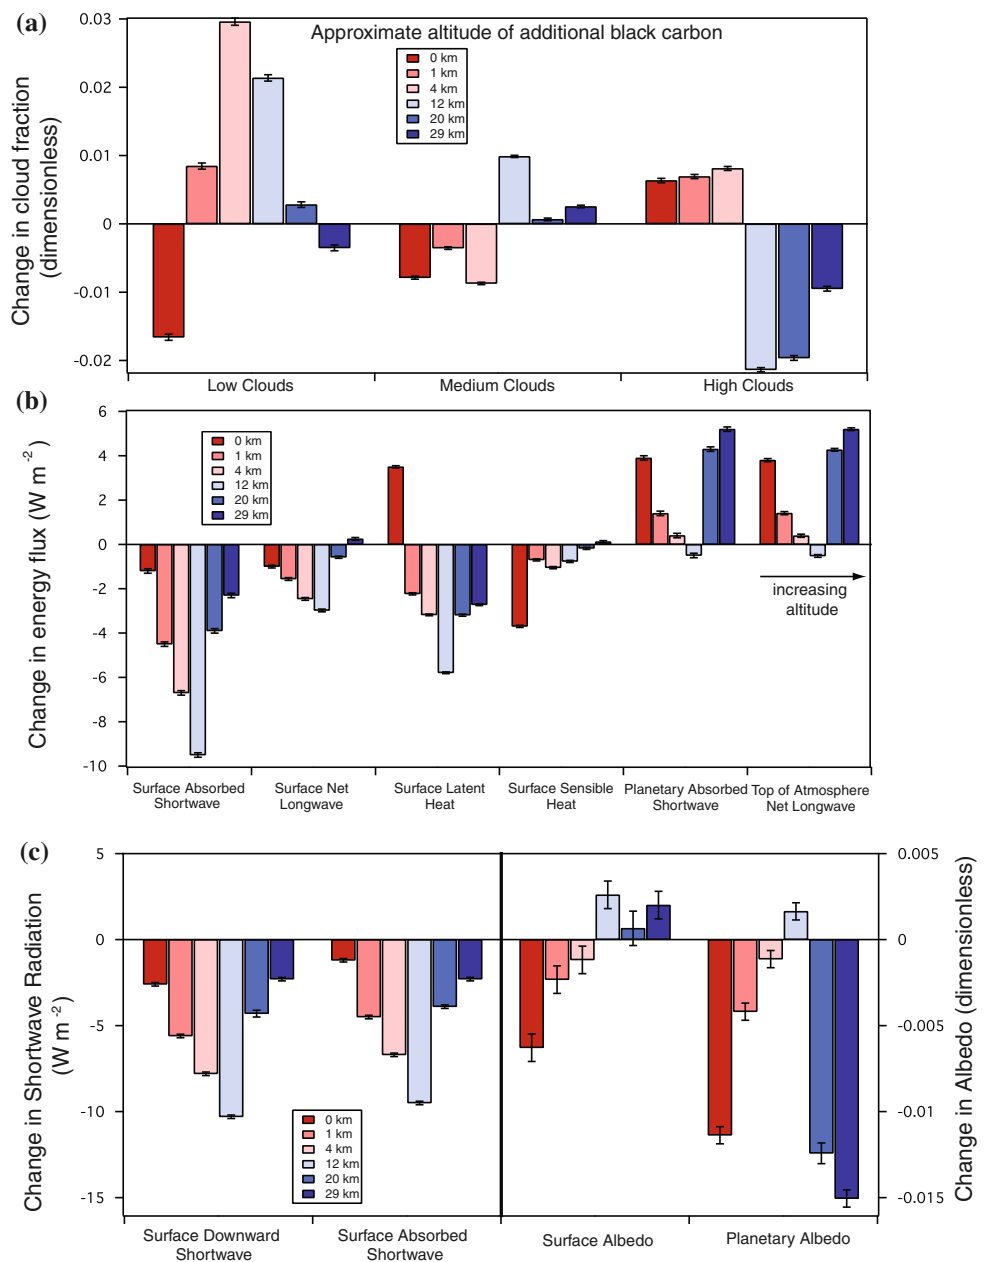 (a)
Approximate altitude of additional black carbon
0 km
1 km
4 km
12 km
20 km
29 km
Change in cloud fraction
(dimensionless)
0.03
0.02
0.01
0
-0.01
-0.02
Low Clouds
Medium Clouds
High Clouds
(b)
0 km
1 km
4 km
12 km
20 km
29 km
Change in energy flux (W m-2)
6
4
2
0
-2
-4
-6
-8
-10
increasing
altitude
Surface Absorbed
Shortwave
Surface Net
Longwave
Surface Latent
Heat
Surface Sensible
Heat
Planetary Absorbed
Shortwave
Top of Atmosphere
Net Longwave
(c)
Change in Shortwave Radiation
(W m-2)
5
0
-5
-10
-15
0 km
1 km
4 km
12 km
20 km
29 km
0.005
0
-0.005
-0.01
-0.015
Change in Albedo (dimensionless)
Surface Downward
Shortwave
Surface Absorbed
Shortwave
Surface Albedo
Planetary Albedo